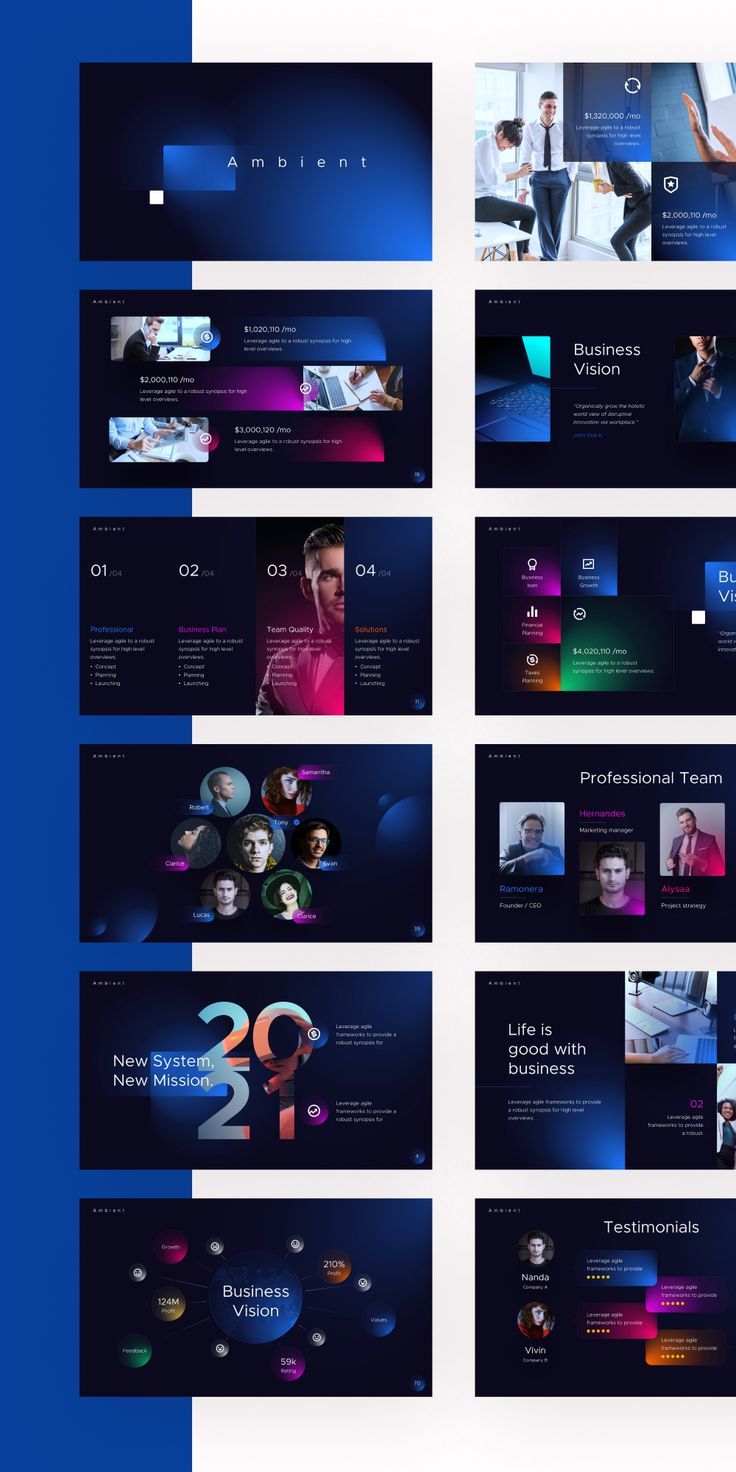 Ambient
$1,320,000 /mo
Leverage agile to a robust
synopsis for high level
overviews.
$2,000,110 /mo
Leverage agile to a robust
synopsis for high level
overviews.
Ambient
$1,020,110 /mo
Leverage agile to a robust synopsis for high
level overviews.
$2,000,110 /mo
Leverage agile to a robust synopsis for high
level overviews.
$3,000,120 /mo
Leverage agile to a robust synopsis for high
level overviews.
19
Ambient
Business
Vision
"Organically grow the holistic
world view of disruptive
innovation via workplace."
John Doe K.
Ambient
01 /04
Professional
Leverage agile to a robust
synopsis for high level
overviews.
• Concept
• Planning
• Launching
02 /04
Business Plan
Leverage agile to a robust
synopsis for high level
overviews.
• Concept
• Planning
• Launching
03 /04
Team Quality
Leverage agile to a robust
synopsis for high level
overviews.
• Concept
• Planning
• Launching
04 /04
Solutions
Leverage agile to a robust
synopsis for high level
overviews.
• Concept
• Planning
• Launching
11
Ambient
Business
loan
Business
Growth
Financial
Planning
Taxes
Planning
$4,020,110 /mo
Leverage agile to a robust
synopsis for high level overviews.
Bu
Vis
"Organ
world v
innovat
Ambient
Samantha
Robert
Tony
Clarice
Evan
Lucas
Clarice
39
Ambient
Professional Team
Ramonera
Founder / CEO
Hernandes
Marketing manager
Alysaa
Project strategy
Ambient
New System,
New Mission.
2021
Leverage agile
frameworks to provide a
robust synopsis for
Leverage agile
frameworks to provide a
robust synopsis for
4
Ambient
Life is
good with
business
Leverage agile frameworks to provide
a robust synopsis for high level
overviews.
02
Leverage agile
frameworks to provide
a robust
Ambient
Growth
210%
Profit
124M
Profit
Business
Vision
Values
Feedback
59k
Rating
70
Ambient
Testimonials
Nanda
Company A
Vivin
Company B
Leverage agile
frameworks to provide
Leverage agile
frameworks to provide
Leverage agile
frameworks to provide
Leverage agile
frameworks to provide